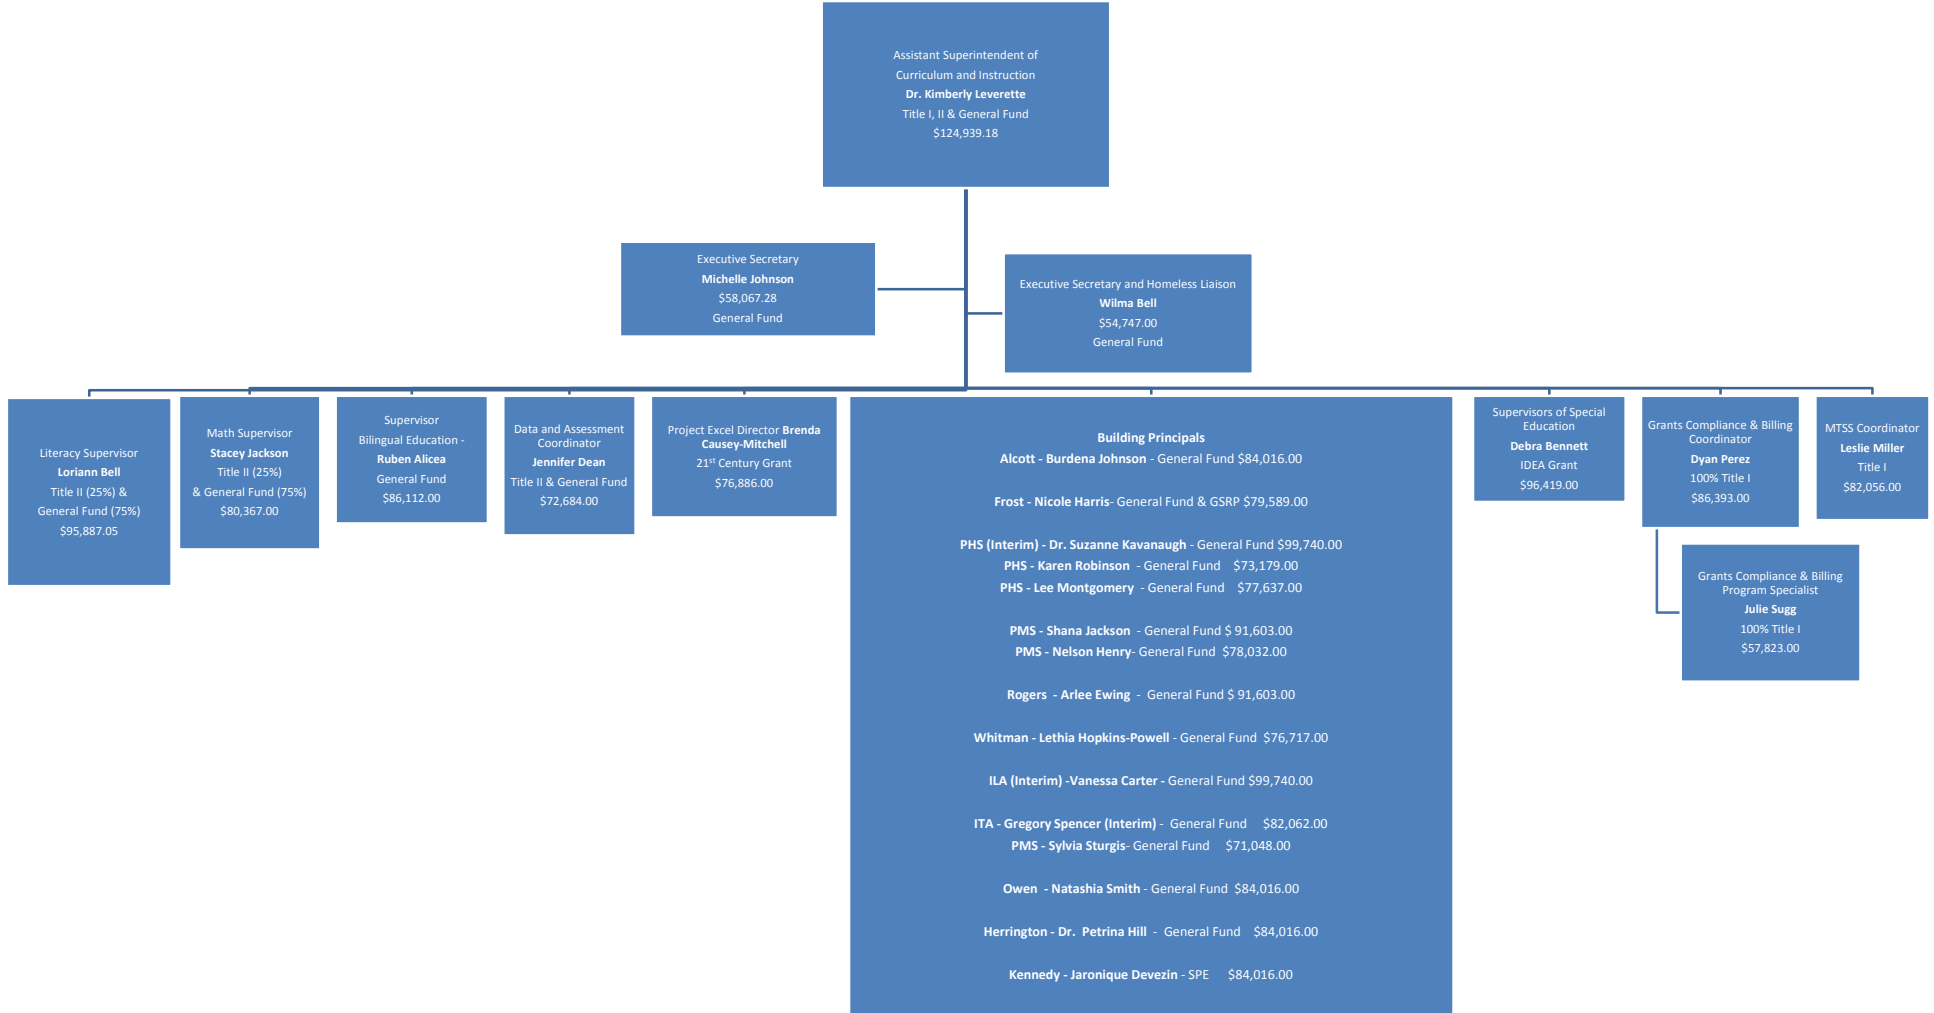 Assistant Superintendent of
Curriculum and Instruction
Dr. Kimberly Leverette
Title I, II & General Fund
$124,939.18
Executive Secretary
Michelle Johnson
$58,067.28
General Fund
Executive Secretary and Homeless Liaison
Wilma Bell
$54,747.00
General Fund
Literacy Supervisor
Loriann Bell
Title II (25%) &
General Fund (75%)
$95,887.05
Math Supervisor
Stacey Jackson
Title II (25%)
& General Fund (75%)
$80,367.00
Supervisor
Bilingual Education -
Ruben Alicea
General Fund
$86,112.00
Data and Assessment
Coordinator
Jennifer Dean
Title II & General Fund
$72,684.00
Project Excel Director Brenda
Causey-Mitchell
21st Century Grant
$76,886.00
Building Principals
Alcott - Burdena Johnson - General Fund $84,016.00
Frost - Nicole Harris- General Fund & GSRP $79,589.00
PHS (Interim) - Dr. Suzanne Kavanaugh - General Fund $99,740.00
PHS - Karen Robinson - General Fund $73,179.00
PHS - Lee Montgomery - General Fund $77,637.00
PMS - Shana Jackson - General Fund $ 91,603.00
PMS - Nelson Henry- General Fund $78,032.00
Rogers - Arlee Ewing - General Fund $ 91,603.00
Whitman - Lethia Hopkins-Powell - General Fund $76,717.00
ILA (Interim) -Vanessa Carter - General Fund $99,740.00
ITA - Gregory Spencer (Interim) - General Fund $82,062.00
PMS - Sylvia Sturgis- General Fund $71,048.00
Owen - Natashia Smith - General Fund $84,016.00
Herrington - Dr. Petrina Hill - General Fund $84,016.00
Kennedy - Jaronique Devezin - SPE $84,016.00
Supervisors of Special
Education
Debra Bennett
IDEA Grant
$96,419.00
Grants Compliance & Billing
Coordinator
Dyan Perez
100% Title I
$86,393.00
MTSS Coordinator
Leslie Miller
Title I
$82,056.00
Grants Compliance & Billing
Program Specialist
Julie Sugg
100% Title I
$57,823.00